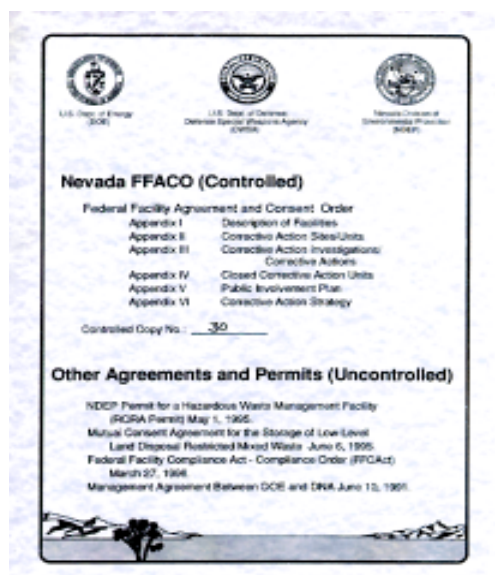 U.S. Dept. of Energy
(DOE)
U.S. Dept. of Defense
Defense Special Weapons Agency
(DSWA)
Nevada Division of
Environmental Protection
(NDEP)
Nevada FFACO (Controlled)
Federal Facility Agreement and Consent Order
Appendix I Description of Facilities
Appendix II Corrective Action Sites/Units
Appendix III Corrective Action Investigations/
Corrective Actions
Appendix IV Closed Corrective Action Units
Appendix V Public Involvement Plan
Appendix VI Corrective Action Strategy
Controlled Copy No.: 30
Other Agreements and Permits (Uncontrolled)
NDEP Permit for a Hazardous Waste Management Facility
(RCRA Permit) May 1, 1995.
Mutual Consent Agreement for the Storage of Low-Level
Land Disposal Restricted Mixed Waste June 6, 1995.
Federal Facility Compliance Act - Compliance Order (FFCAct)
March 27, 1996.
Management Agreement Between DOE and DNA June 10, 1991.